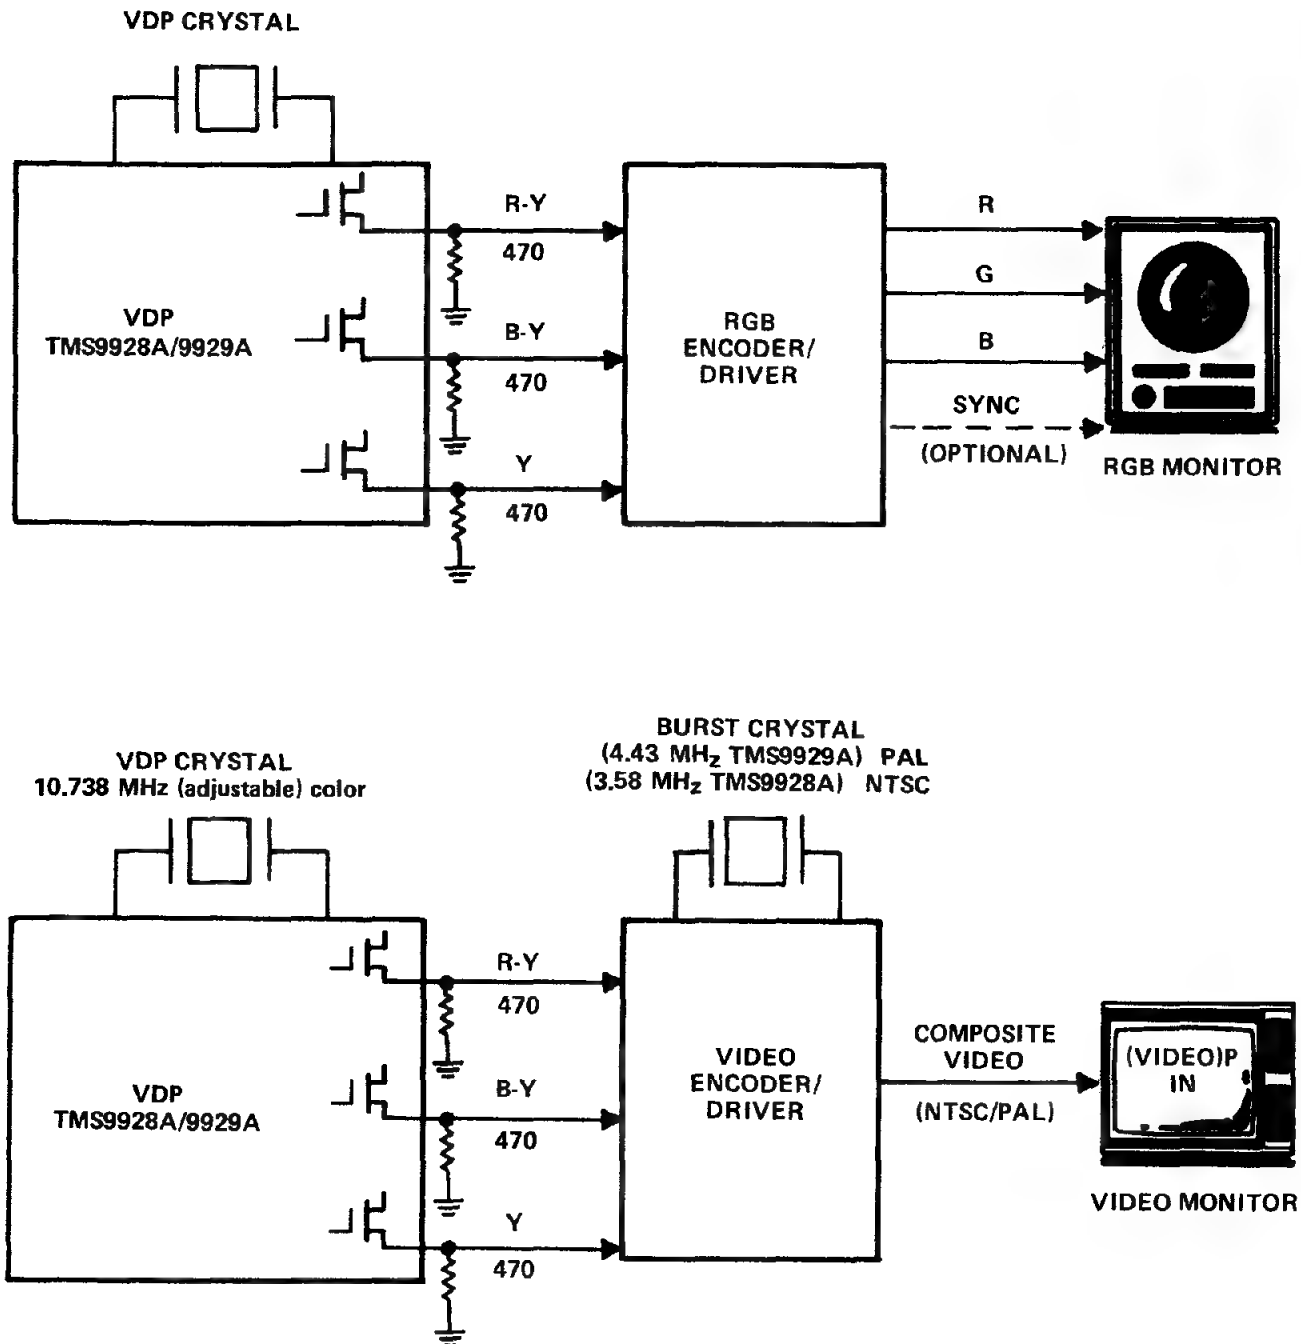 VDP CRYSTAL
VDP
TMS9928A/9929A
R-Y
470
B-Y
470
Y
470
RGB
ENCODER/
DRIVER
R
G
B
SYNC
(OPTIONAL)
RGB MONITOR
VDP CRYSTAL
10.738 MHz (adjustable) color
BURST CRYSTAL
(4.43 MHz TMS9929A) PAL
(3.58 MHz TMS9928A) NTSC
VDP
TMS9928A/9929A
R-Y
470
B-Y
470
Y
470
VIDEO
ENCODER/
DRIVER
COMPOSITE
VIDEO
(NTSC/PAL)
(VIDEO)P
IN
VIDEO MONITOR